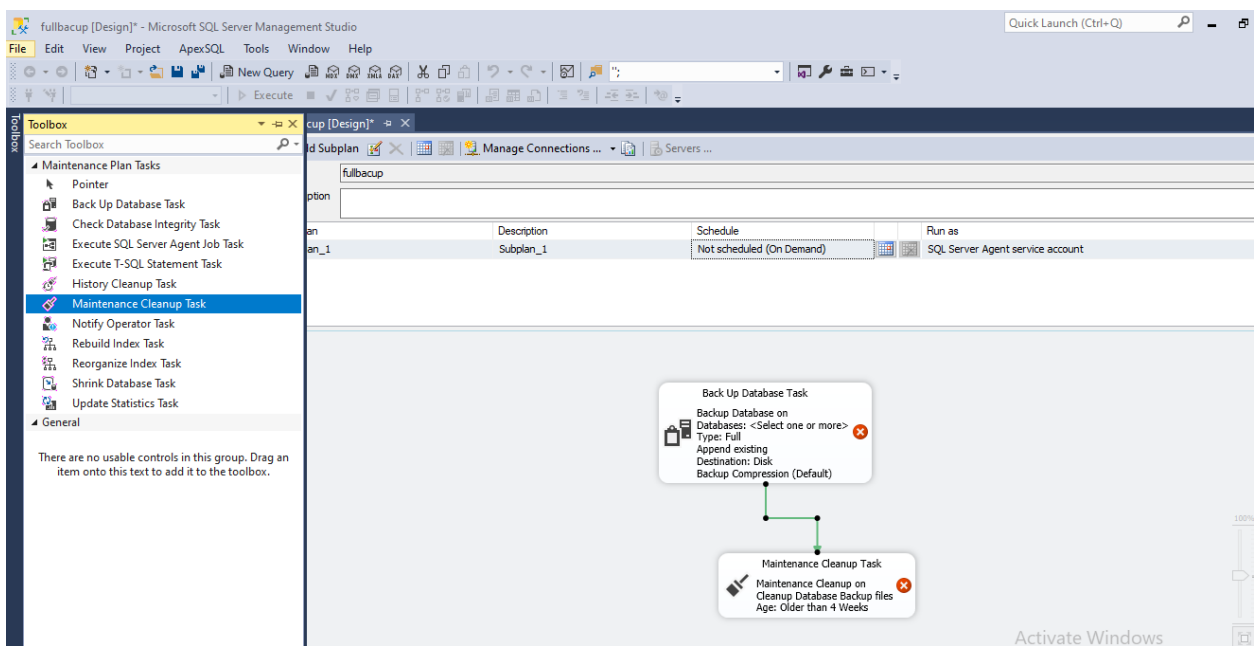 fullbacup [Design]* - Microsoft SQL Server Management Studio
Quick Launch (Ctrl+Q)
File Edit View Project ApexSQL Tools Window Help
New Query MDX DMX XMLA DAX ";
Execute
Toolbox
Toolbox
cup [Design]*
Search Toolbox
ld Subplan Manage Connections ... Servers ...
Maintenance Plan Tasks
fullbacup
Pointer
ption
Back Up Database Task
Check Database Integrity Task
an Description Schedule Run as
Execute SQL Server Agent Job Task
an_1 Subplan_1 Not scheduled (On Demand) SQL Server Agent service account
Execute T-SQL Statement Task
History Cleanup Task
Maintenance Cleanup Task
Notify Operator Task
Rebuild Index Task
Reorganize Index Task
Shrink Database Task
Update Statistics Task
General
There are no usable controls in this group. Drag an
item onto this text to add it to the toolbox.
Back Up Database Task
Backup Database on
Databases: <Select one or more>
Type: Full
Append existing
Destination: Disk
Backup Compression (Default)
100%
Maintenance Cleanup Task
Maintenance Cleanup on
Cleanup Database Backup files
Age: Older than 4 Weeks
Activate Windows